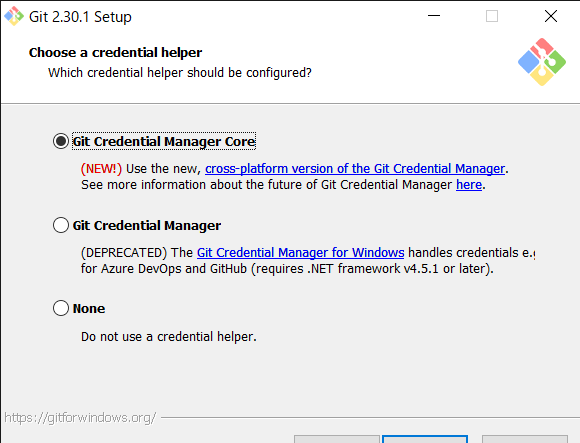 Git 2.30.1 Setup
Choose a credential helper
Which credential helper should be configured?
Git Credential Manager Core
(NEW!) Use the new, cross-platform version of the Git Credential Manager.
See more information about the future of Git Credential Manager here.
Git Credential Manager
(DEPRECATED) The Git Credential Manager for Windows handles credentials e.g
for Azure DevOps and GitHub (requires .NET framework v4.5.1 or later).
None
Do not use a credential helper.
https://gitforwindows.org/